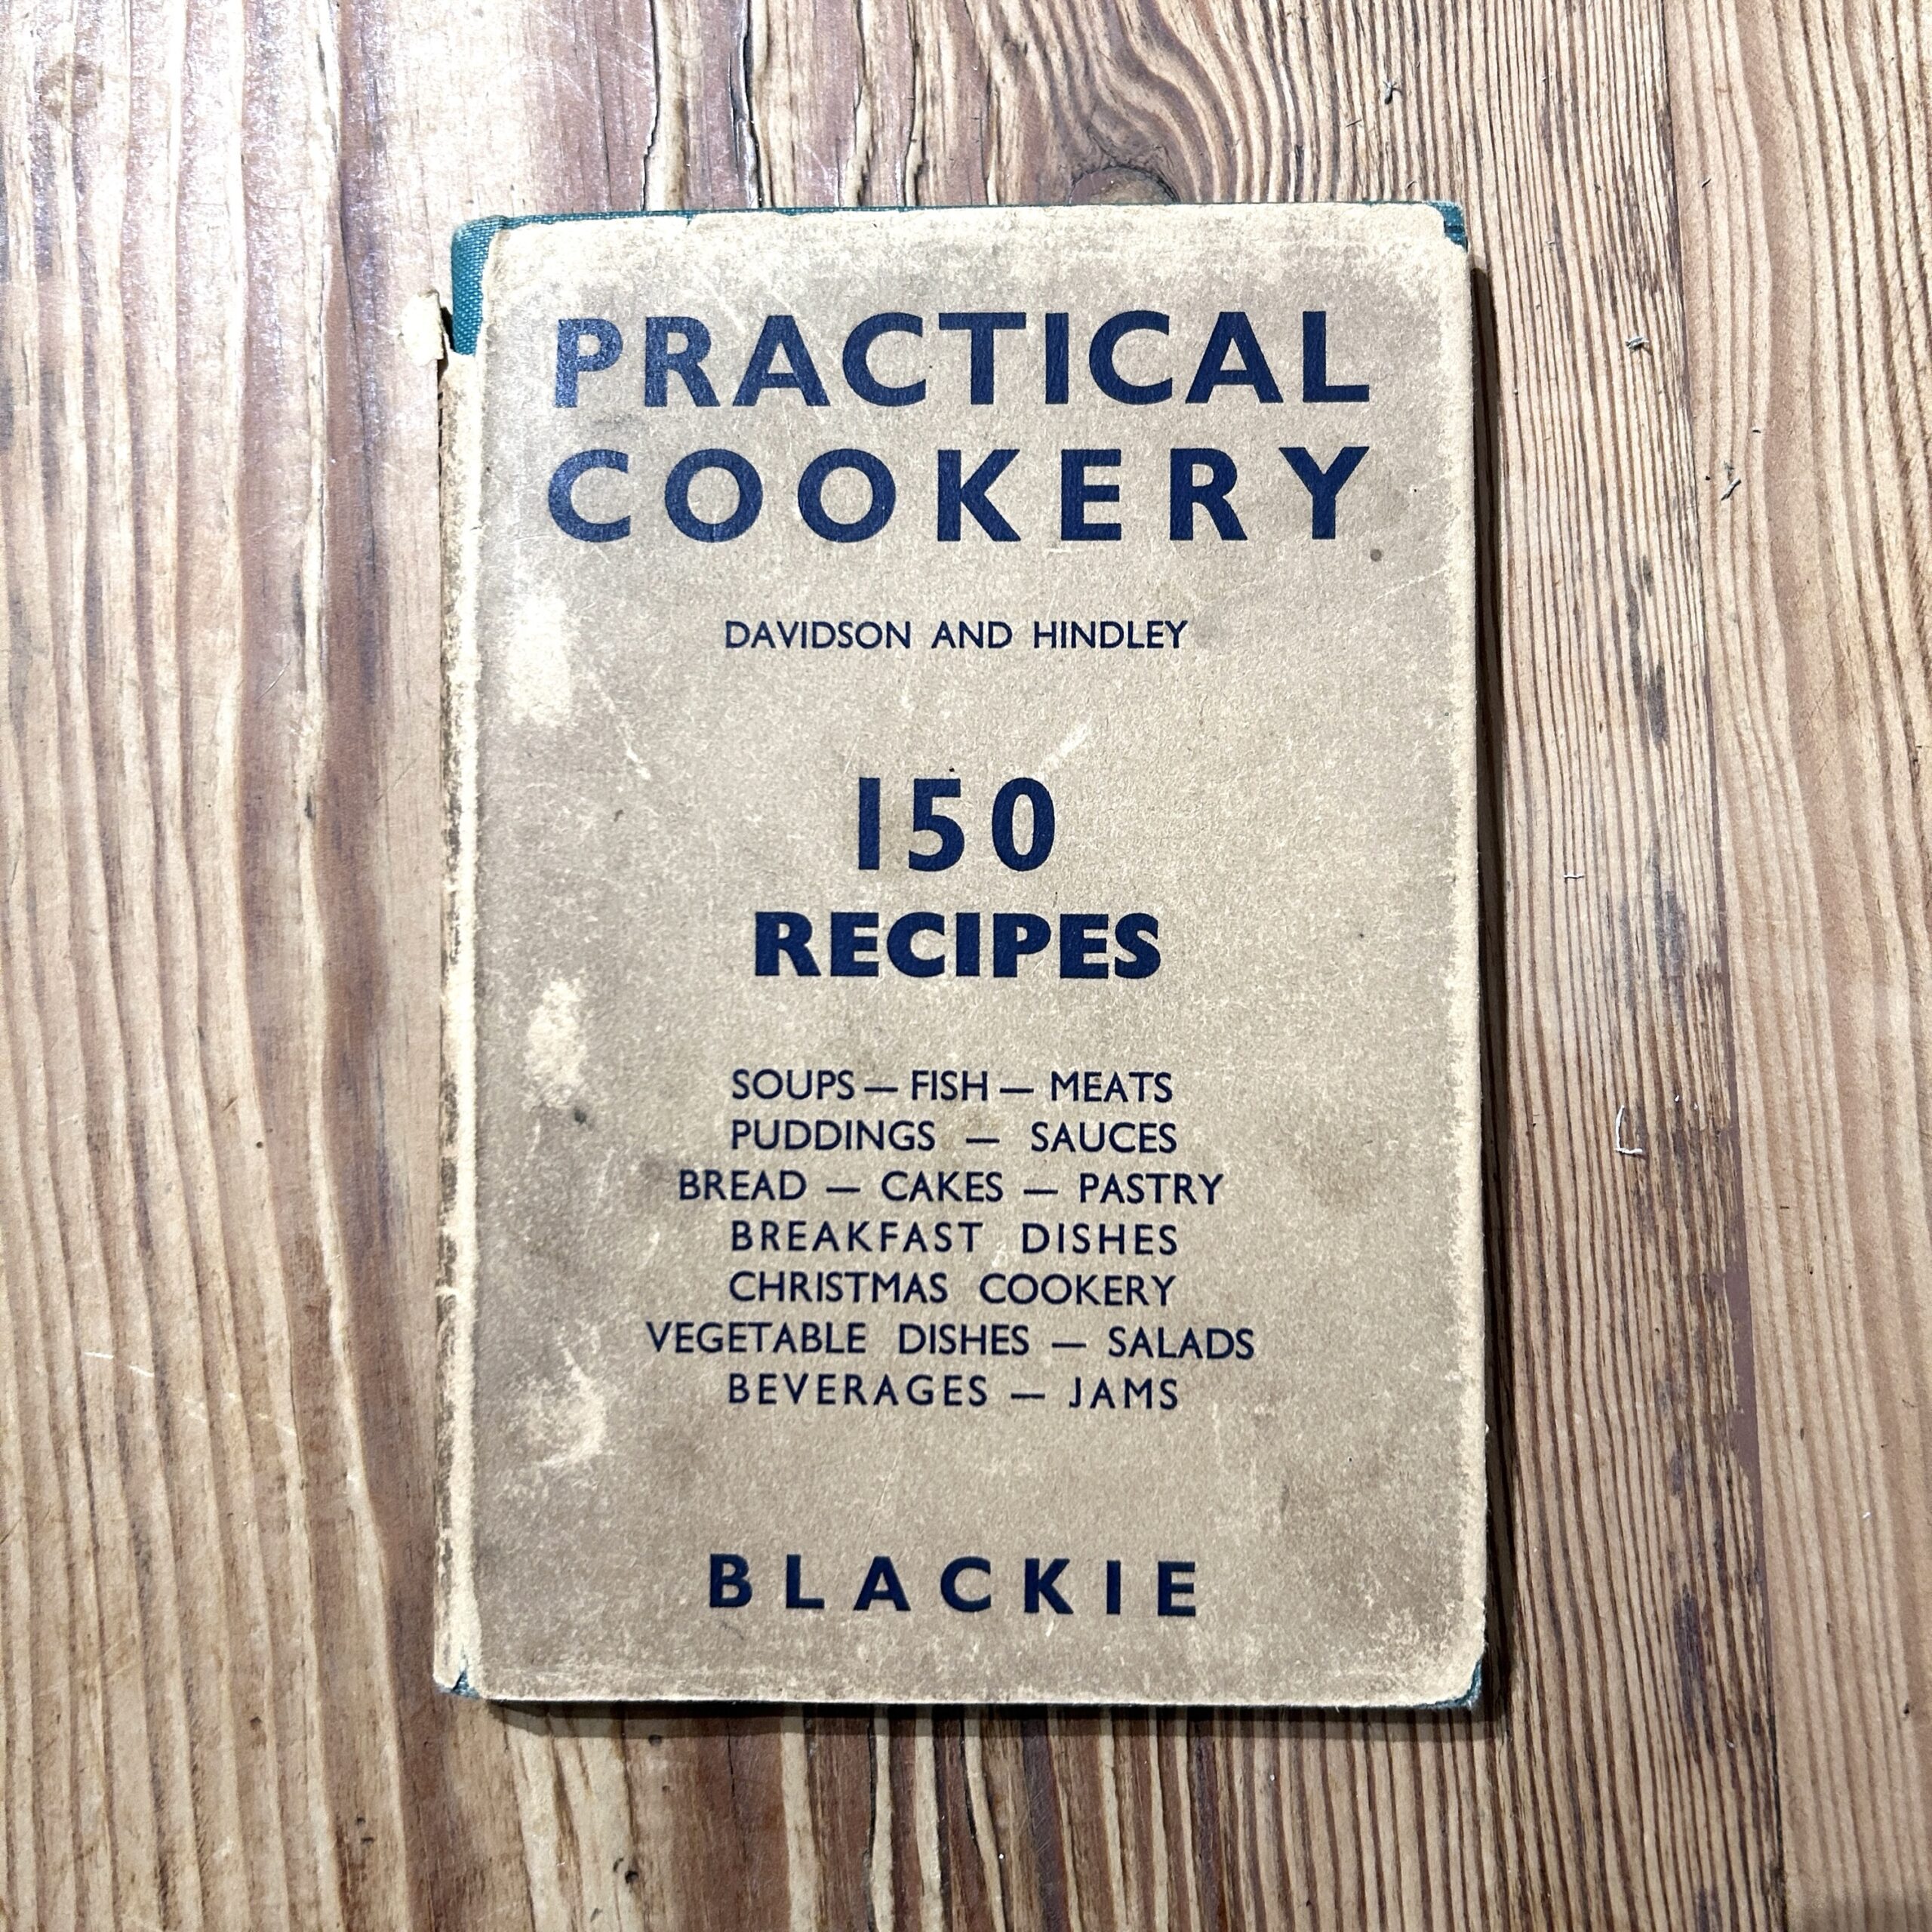 PRACTICAL
COOKERY
DAVIDSON AND HINDLEY
150
RECIPES
SOUPS — FISH — MEATS
PUDDINGS — SAUCES
BREAD — CAKES — PASTRY
BREAKFAST DISHES
CHRISTMAS COOKERY
VEGETABLE DISHES — SALADS
BEVERAGES — JAMS
BLACKIE